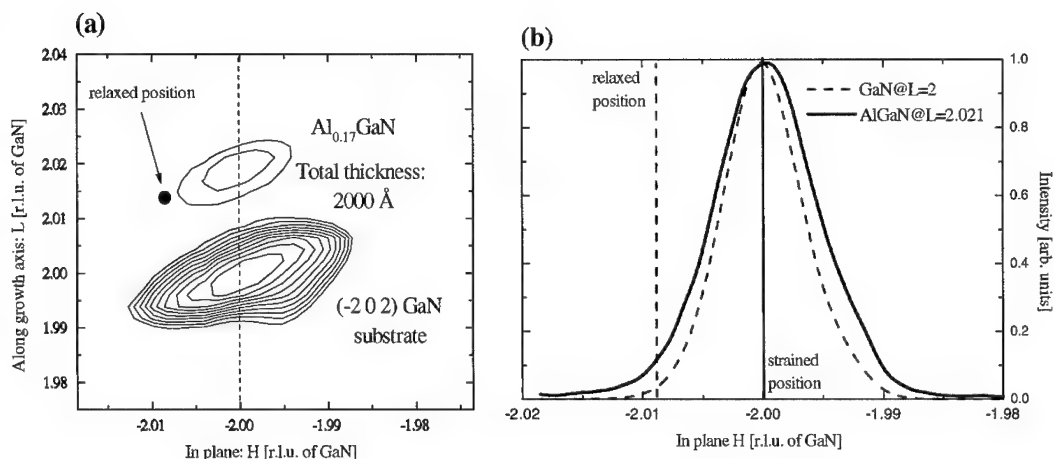 (a)
2.04
2.03
2.02
2.01
2.00
1.99
1.98
Along growth axis: L [r.l.u. of GaN]
relaxed position
Al0.17GaN
Total thickness:
2000 Å
(-2 0 2) GaN
substrate
-2.01
-2.00
-1.99
-1.98
In plane: H [r.l.u. of GaN]
(b)
relaxed
position
GaN@L=2
AlGaN@L=2.021
strained
position
1.0
0.8
0.6
0.4
0.2
0.0
Intensity [arb. units]
-2.02
-2.01
-2.00
-1.99
-1.98
In plane H [r.l.u. of GaN]